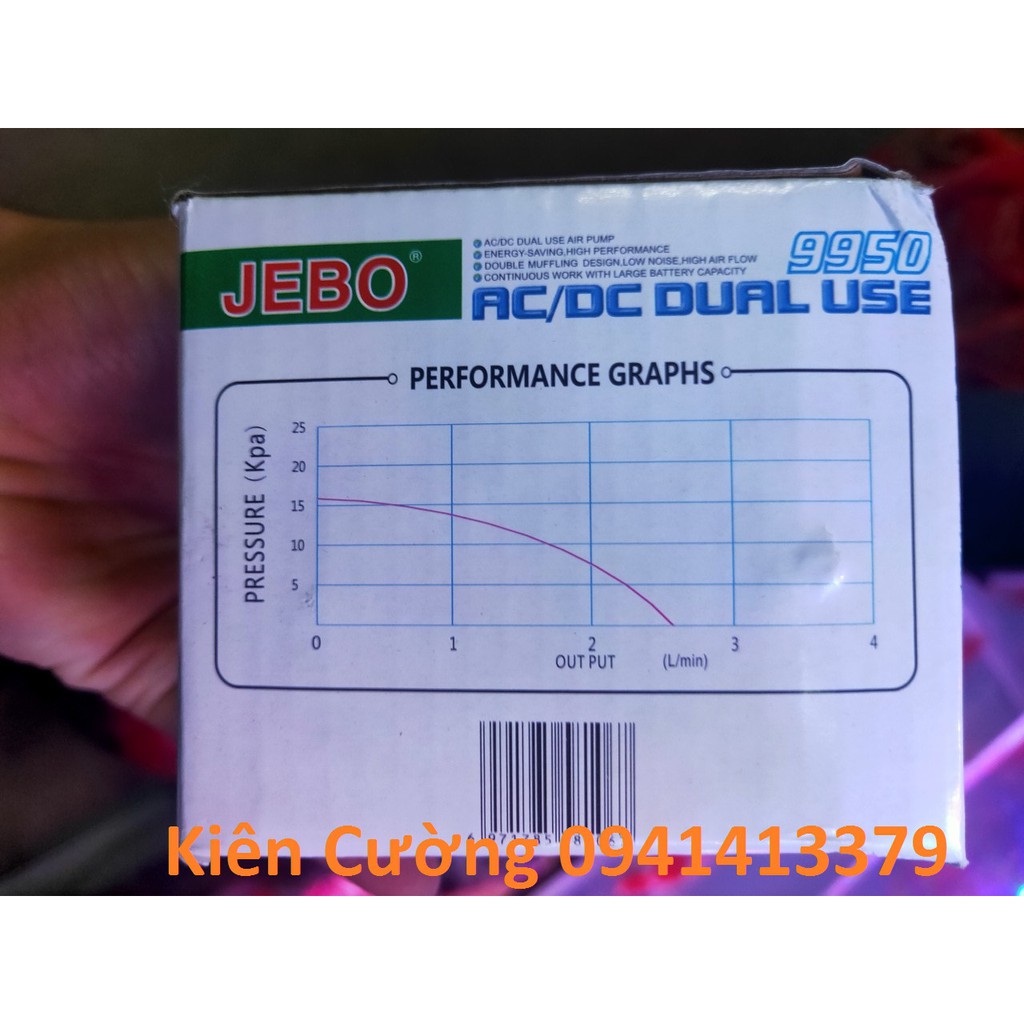 JEBO®
AC/DC DUAL USE AIR PUMP
ENERGY-SAVING,HIGH PERFORMANCE
DOUBLE MUFFLING DESIGN,LOW NOISE,HIGH AIR FLOW
CONTINUOUS WORK WITH LARGE BATTERY CAPACITY
9950
AC/DC DUAL USE
PERFORMANCE GRAPHS
PRESSURE (Kpa)
25
20
15
10
5
0 1 2 3 4
OUT PUT (L/min)
Kiên Cường 0941413379